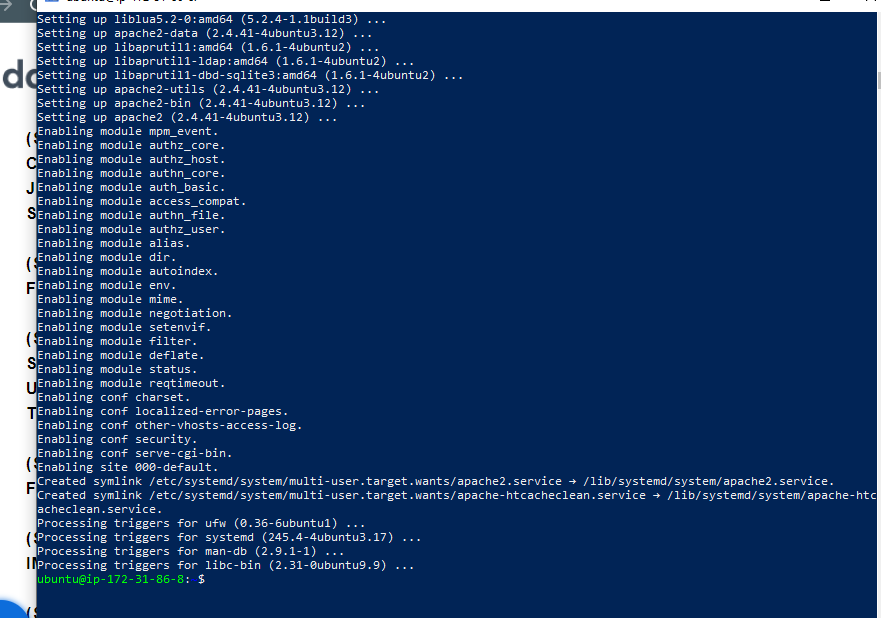 Setting up liblua5.2-0:amd64 (5.2.4-1.1build3) ...
Setting up apache2-data (2.4.41-4ubuntu3.12) ...
Setting up libaprutil1:amd64 (1.6.1-4ubuntu2) ...
Setting up libaprutil1-ldap:amd64 (1.6.1-4ubuntu2) ...
Setting up libaprutil1-dbd-sqlite3:amd64 (1.6.1-4ubuntu2) ...
Setting up apache2-utils (2.4.41-4ubuntu3.12) ...
Setting up apache2-bin (2.4.41-4ubuntu3.12) ...
Setting up apache2 (2.4.41-4ubuntu3.12) ...
Enabling module mpm_event.
Enabling module authz_core.
Enabling module authz_host.
Enabling module authn_core.
Enabling module auth_basic.
Enabling module access_compat.
Enabling module authn_file.
Enabling module authz_user.
Enabling module alias.
Enabling module dir.
Enabling module autoindex.
Enabling module env.
Enabling module mime.
Enabling module negotiation.
Enabling module setenvif.
Enabling module filter.
Enabling module deflate.
Enabling module status.
Enabling module reqtimeout.
Enabling conf charset.
Enabling conf localized-error-pages.
Enabling conf other-vhosts-access-log.
Enabling conf security.
Enabling conf serve-cgi-bin.
Enabling site 000-default.
Created symlink /etc/systemd/system/multi-user.target.wants/apache2.service → /lib/systemd/system/apache2.service.
Created symlink /etc/systemd/system/multi-user.target.wants/apache-htcacheclean.service → /lib/systemd/system/apache-htc
acheclean.service.
Processing triggers for ufw (0.36-6ubuntu1) ...
Processing triggers for systemd (245.4-4ubuntu3.17) ...
Processing triggers for man-db (2.9.1-1) ...
Processing triggers for libc-bin (2.31-0ubuntu9.9) ...
ubuntu@ip-172-31-86-8: $